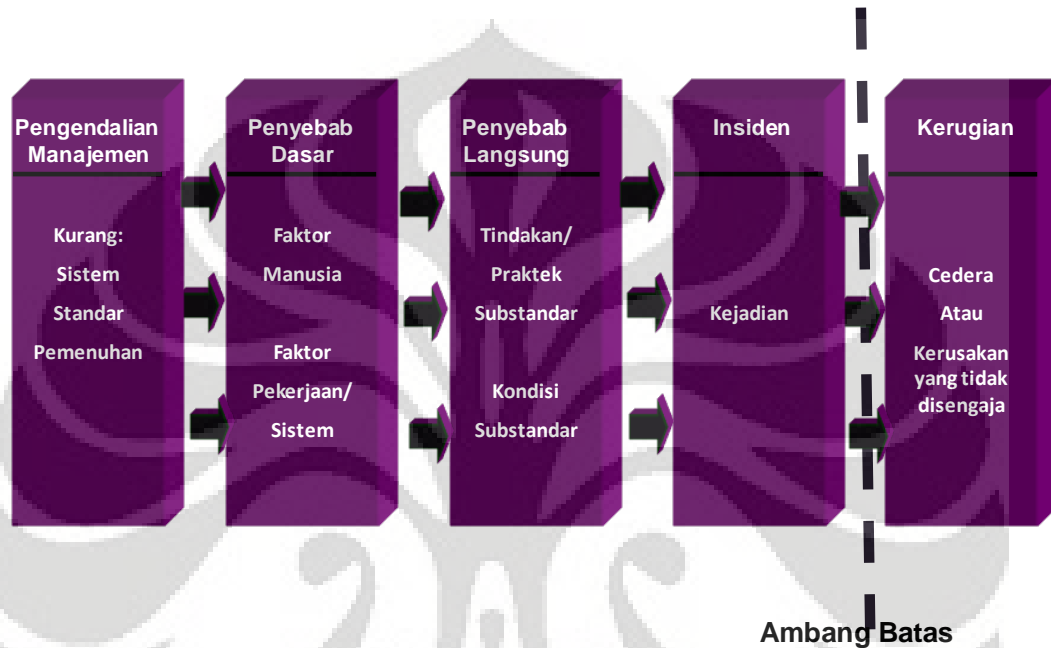 Pengendalian
Manajemen
Kurang:
Sistem
Standar
Pemenuhan
Penyebab
Dasar
Faktor
Manusia
Faktor
Pekerjaan/
Sistem
Penyebab
Langsung
Tindakan/
Praktek
Substandar
Kondisi
Substandar
Insiden
Kejadian
Kerugian
Cedera
Atau
Kerusakan
yang tidak
disengaja
Ambang Batas